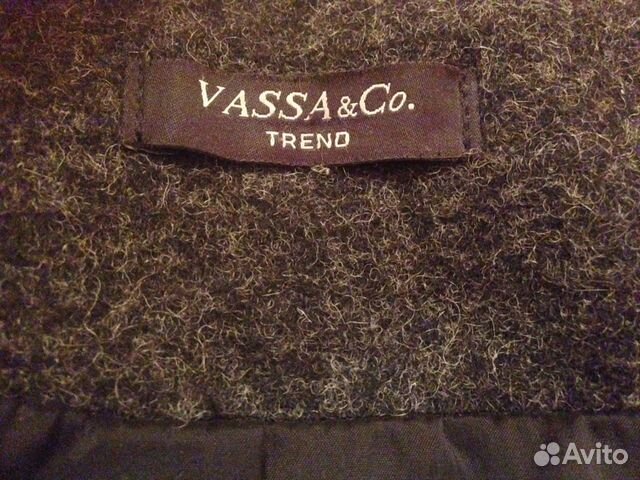 VASSA & CO.
TREND
Avito